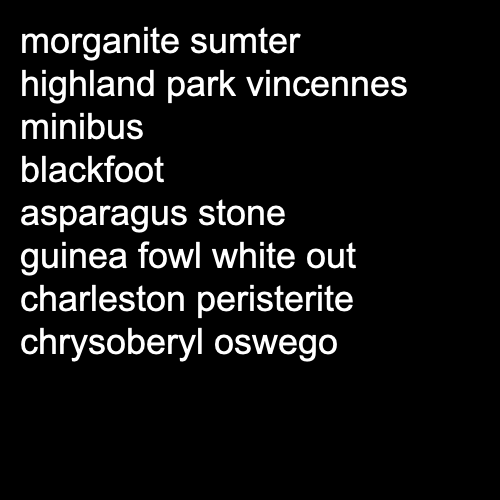 morganite sumter
highland park vincennes
minibus
blackfoot
asparagus stone
guinea fowl white out
charleston peristerite
chrysoberyl oswego